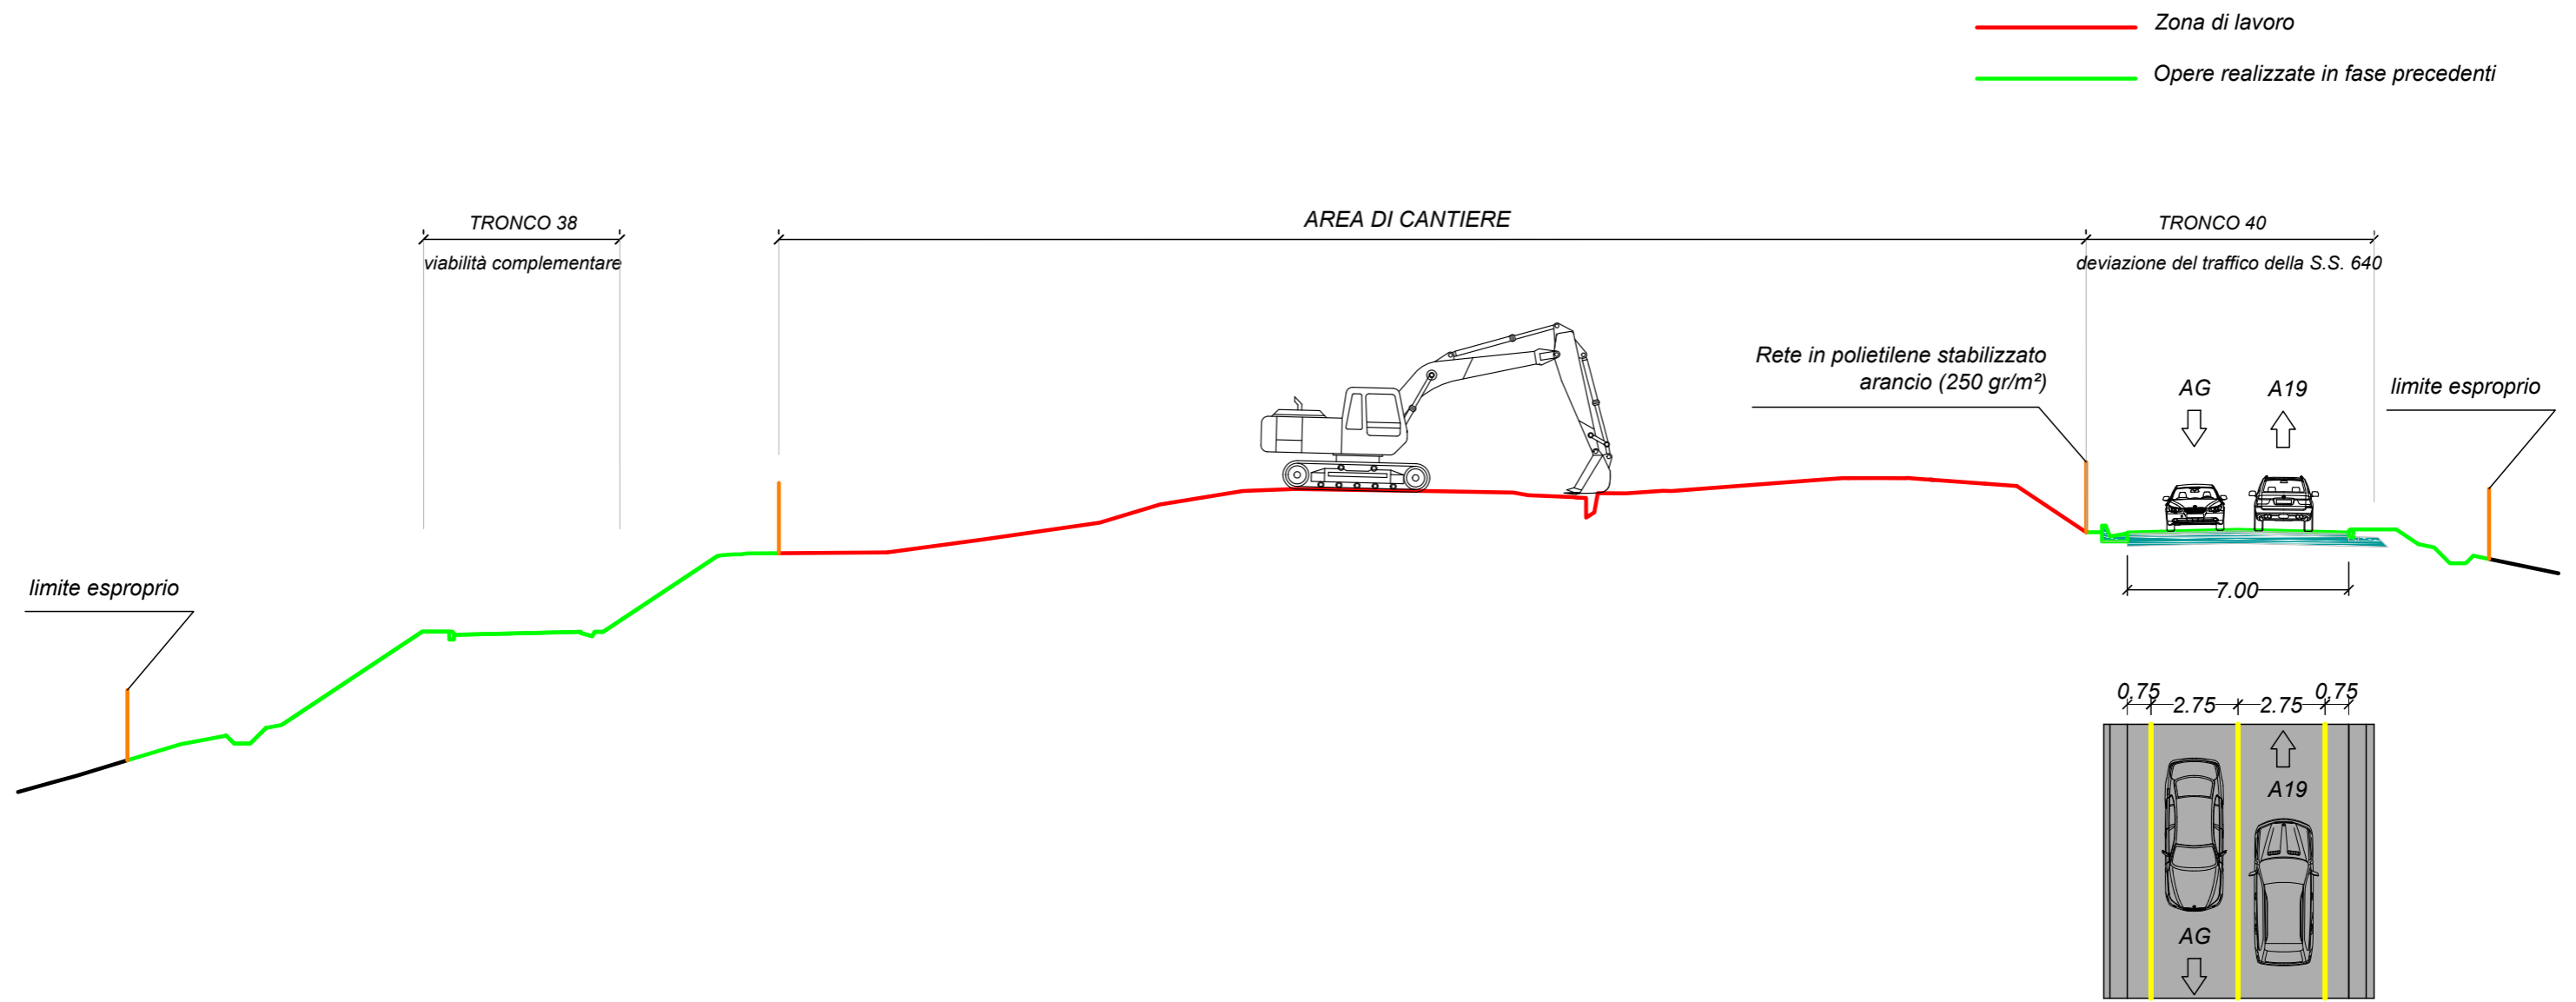 Zona di lavoro
Opere realizzate in fase precedenti
TRONCO 38
viabilità complementare
AREA DI CANTIERE
TRONCO 40
deviazione del traffico della S.S. 640
Rete in polietilene stabilizzato
arancio (250 gr/m²)
AG
A19
limite esproprio
limite esproprio
7.00
0.75
2.75
2.75
0.75
A19
AG